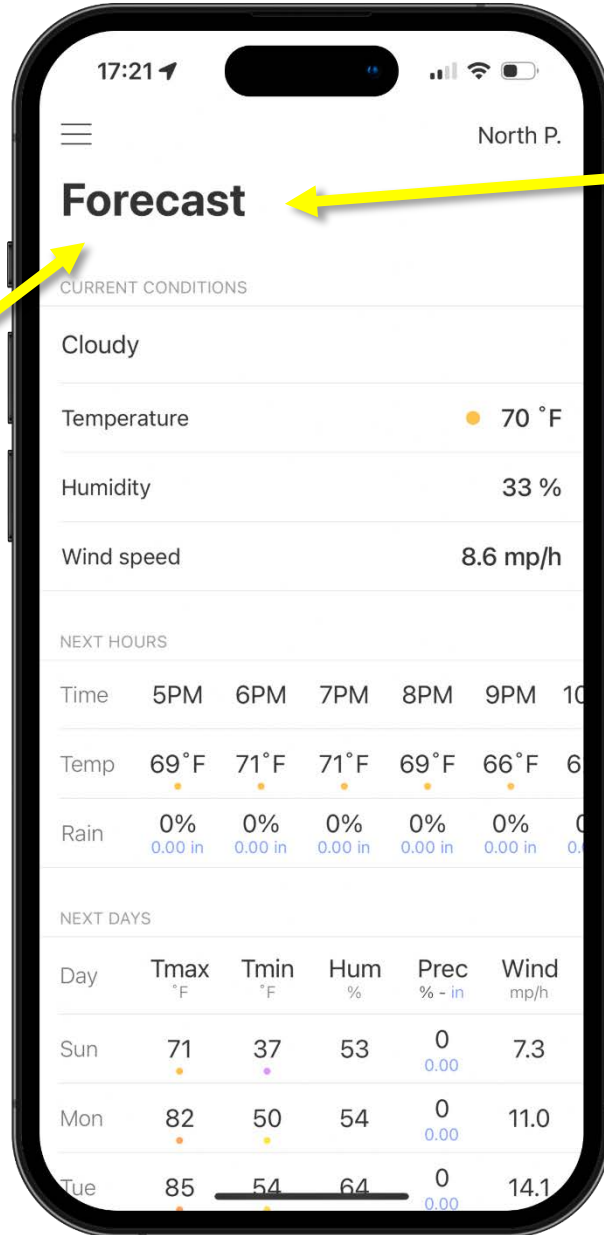 17:21
North P.
Forecast
CURRENT CONDITIONS
Cloudy
Temperature 70 °F
Humidity 33 %
Wind speed 8.6 mp/h
NEXT HOURS
Time 5PM 6PM 7PM 8PM 9PM 10
Temp 69°F 71°F 71°F 69°F 66°F 6
Rain 0% 0% 0% 0% 0%
0.00 in 0.00 in 0.00 in 0.00 in 0.00 in
NEXT DAYS
Day Tmax Tmin Hum Prec Wind
°F °F % % - in mp/h
Sun 71 37 53 0 7.3
0.00
Mon 82 50 54 0 11.0
0.00
Tue 85 54 64 0 14.1
0.00